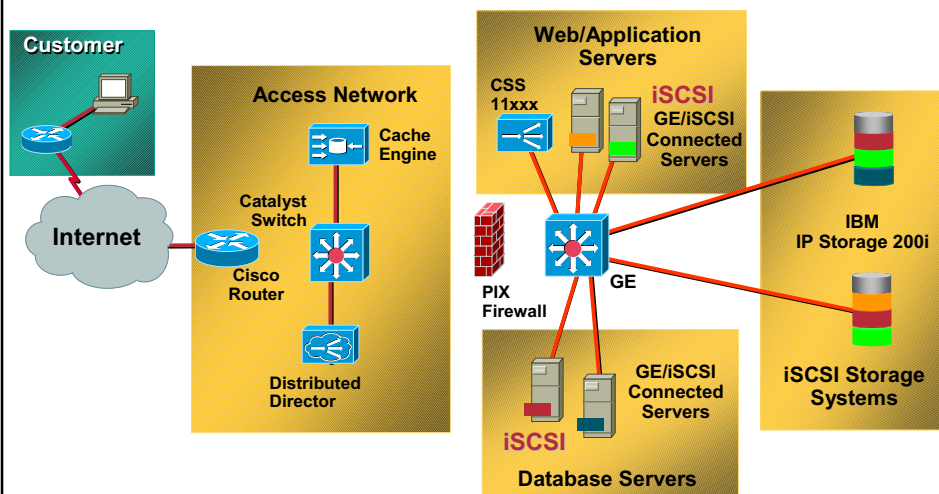 Customer
Internet
Access Network
Cache
Engine
Catalyst
Switch
Cisco
Router
Distributed
Director
Web/Application
Servers
CSS
11xxx
iSCSI
GE/iSCSI
Connected
Servers
PIX
Firewall
GE
GE/iSCSI
Connected
Servers
iSCSI
Database Servers
IBM
IP Storage 200i
iSCSI Storage
Systems